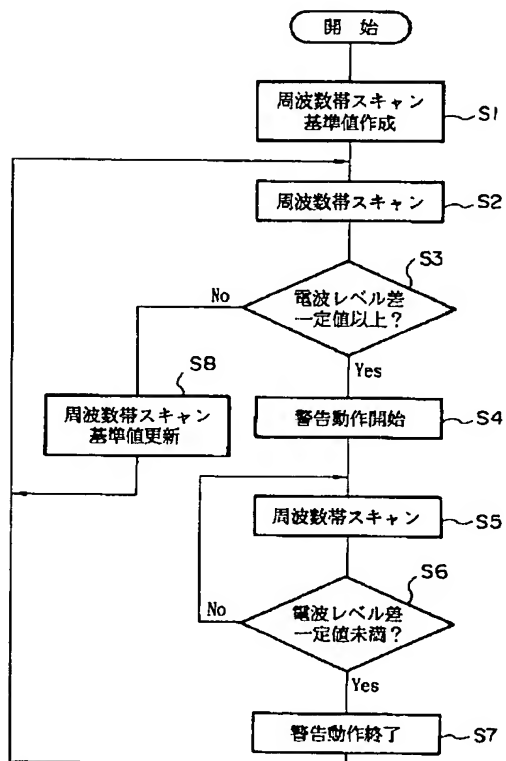 開 始
周波数帯スキャン
基準値作成
S1
周波数帯スキャン
S2
S3
電波レベル差
一定値以上?
No
Yes
S8
周波数帯スキャン
基準値更新
警告動作開始
S4
周波数帯スキャン
S5
S6
電波レベル差
一定値未満?
No
Yes
警告動作終了
S7